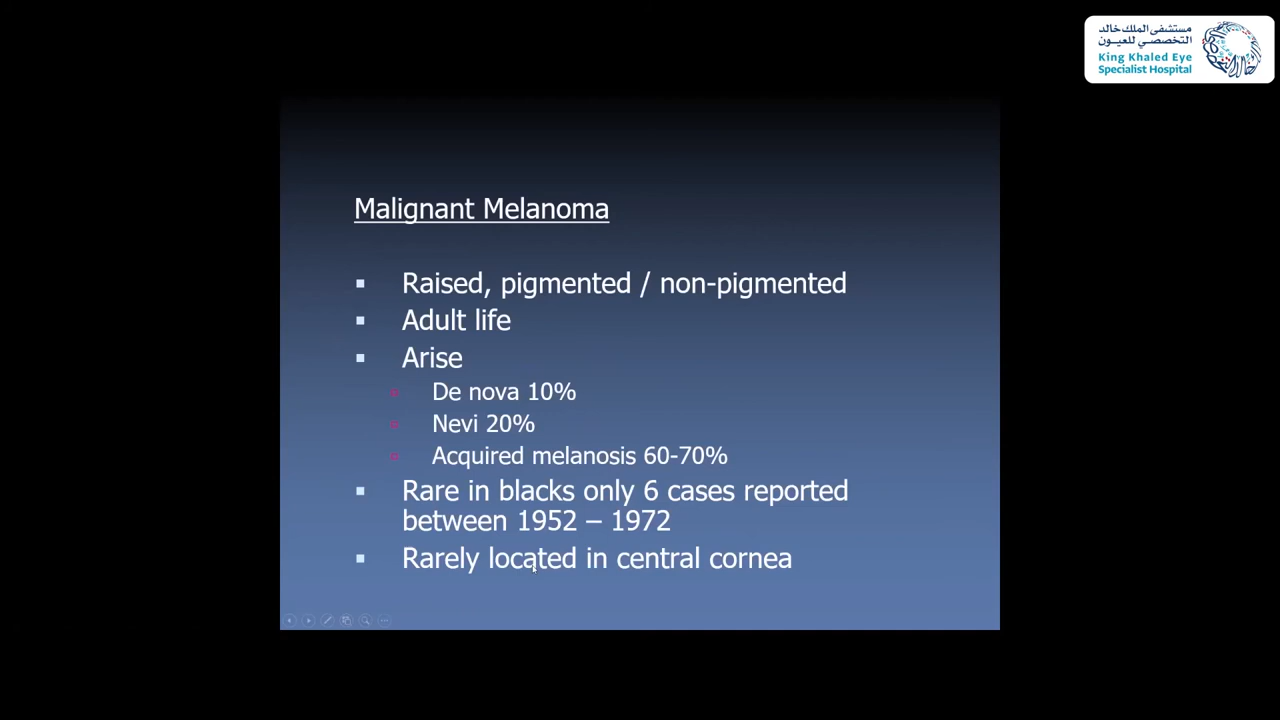 مستشفى الملك خالد
التخصصي للعيون
King Khaled Eye
Specialist Hospital
Malignant Melanoma
Raised, pigmented / non-pigmented
Adult life
Arise
De nova 10%
Nevi 20%
Acquired melanosis 60-70%
Rare in blacks only 6 cases reported
between 1952 – 1972
Rarely located in central cornea